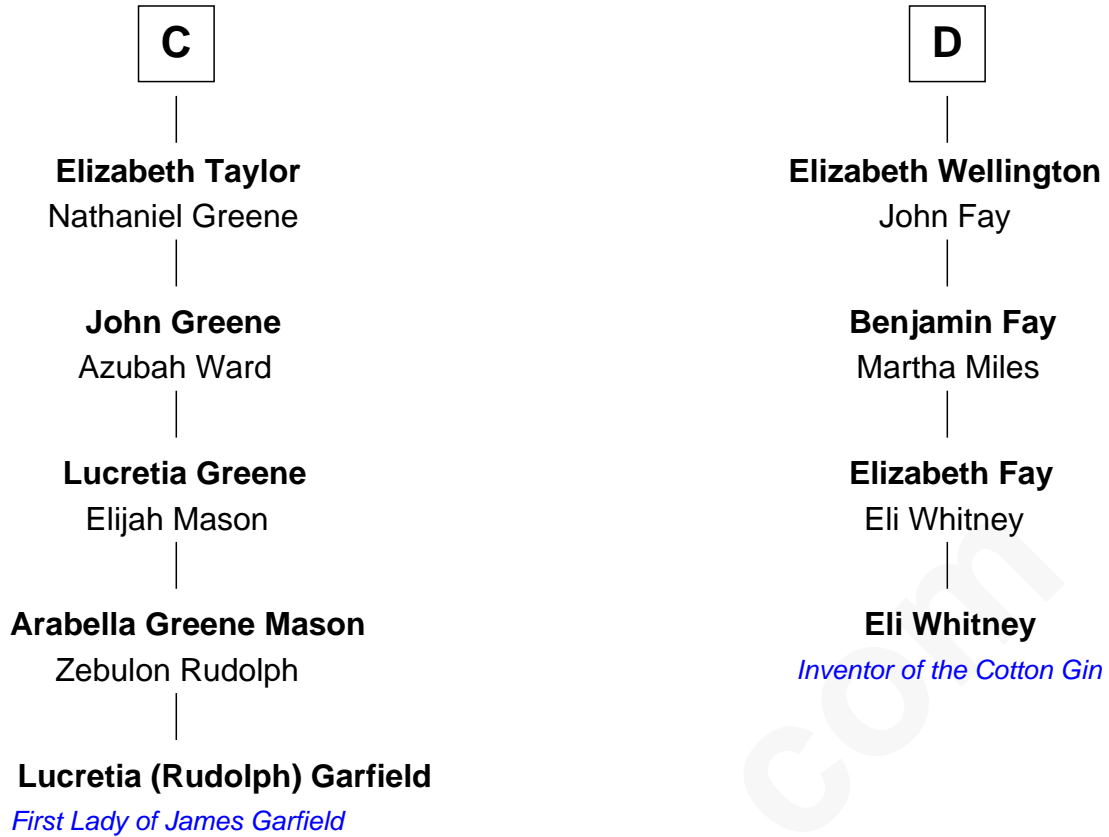 C
Elizabeth Taylor
Nathaniel Greene
John Greene
Azubah Ward
Lucretia Greene
Elijah Mason
Arabella Greene Mason
Zebulon Rudolph
Lucretia (Rudolph) Garfield
First Lady of James Garfield
D
Elizabeth Wellington
John Fay
Benjamin Fay
Martha Miles
Elizabeth Fay
Eli Whitney
Eli Whitney
Inventor of the Cotton Gin
com